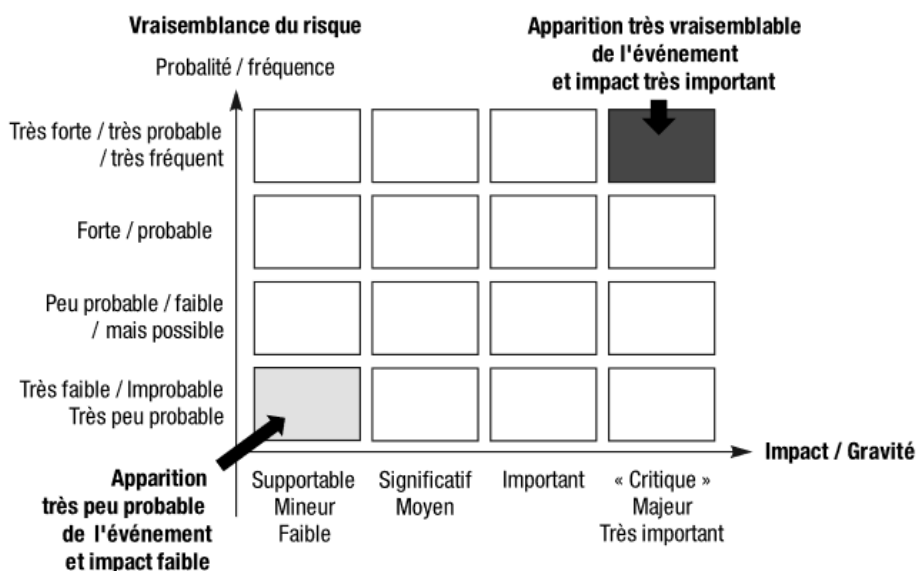 Vraisemblance du risque
Probalité / fréquence
Apparition très vraisemblable
de l'événement
et impact très important
Très forte / très probable
/ très fréquent
Forte / probable
Peu probable / faible
/ mais possible
Très faible / Improbable
Très peu probable
Impact / Gravité
Apparition
très peu probable
de l'événement
et impact faible
Supportable
Mineur
Faible
Significatif
Moyen
Important
« Critique »
Majeur
Très important